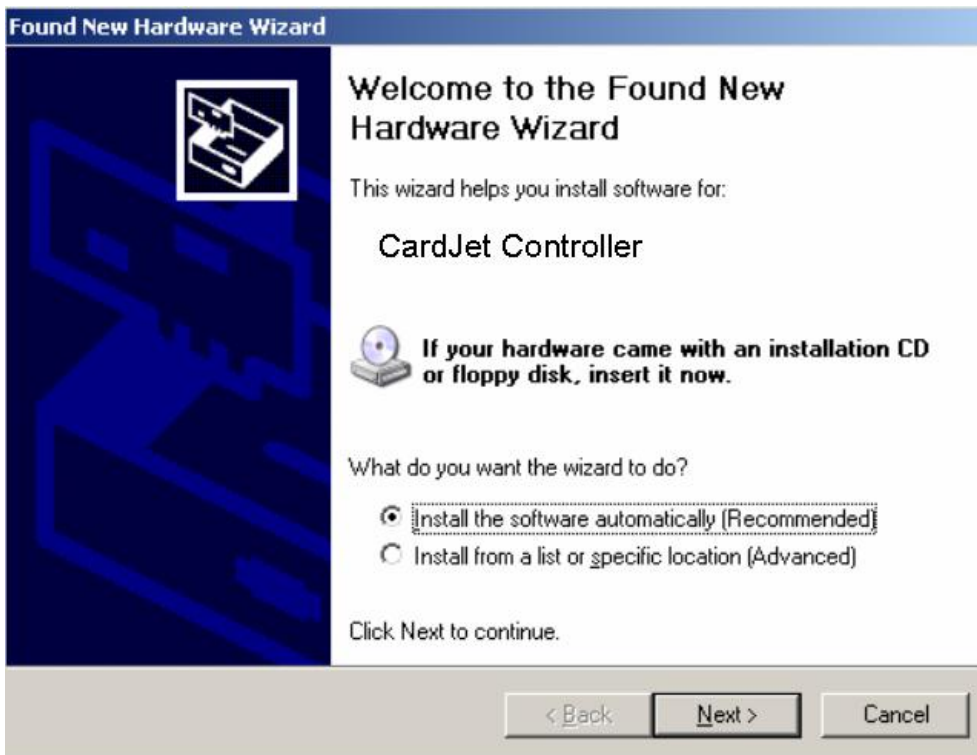 Found New Hardware Wizard
Welcome to the Found New
Hardware Wizard
This wizard helps you install software for:
CardJet Controller
If your hardware came with an installation CD
or floppy disk, insert it now.
What do you want the wizard to do?
Install the software automatically (Recommended)
Install from a list or specific location (Advanced)
Click Next to continue.
< Back Next > Cancel